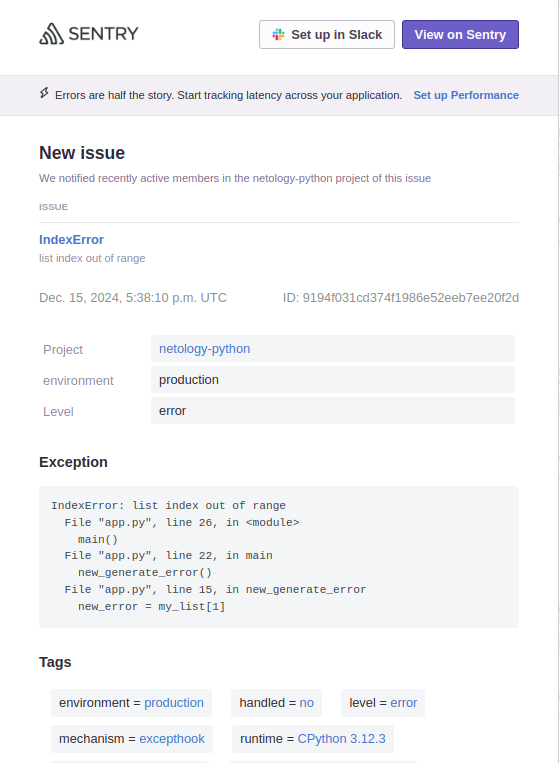 SENTRY
Set up in Slack
View on Sentry
Errors are half the story. Start tracking latency across your application. Set up Performance
New issue
We notified recently active members in the netology-python project of this issue
ISSUE
IndexError
list index out of range
Dec. 15, 2024, 5:38:10 p.m. UTC ID: 9194f031cd374f1986e52eeb7ee20f2d
Project netology-python
environment production
Level error
Exception
IndexError: list index out of range
File "app.py", line 26, in <module>
main()
File "app.py", line 22, in main
new_generate_error()
File "app.py", line 15, in new_generate_error
new_error = my_list[1]
Tags
environment = production handled = no level = error
mechanism = excepthook runtime = CPython 3.12.3